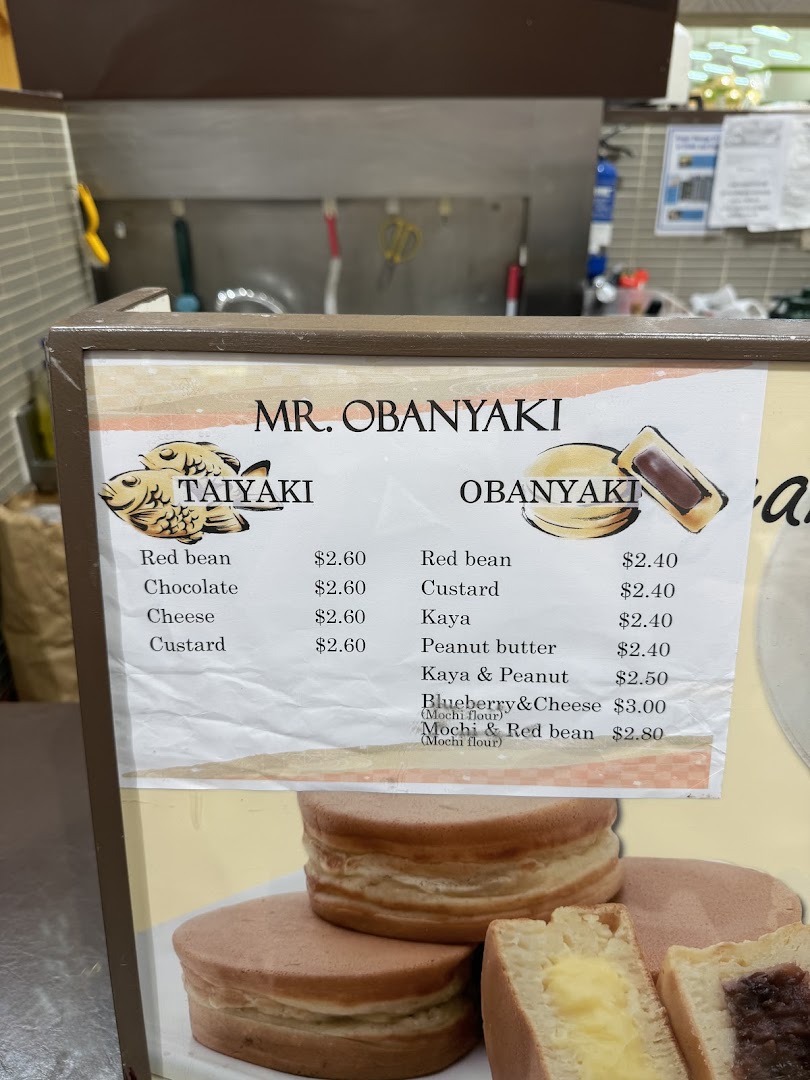 MR. OBANYAKI
TAIYAKI
Red bean $2.60
Chocolate $2.60
Cheese $2.60
Custard $2.60
OBANYAKI
Red bean $2.40
Custard $2.40
Kaya $2.40
Peanut butter $2.40
Kaya & Peanut $2.50
Blueberry&Cheese $3.00
(Mochi flour)
Mochi & Red bean $2.80
(Mochi flour)